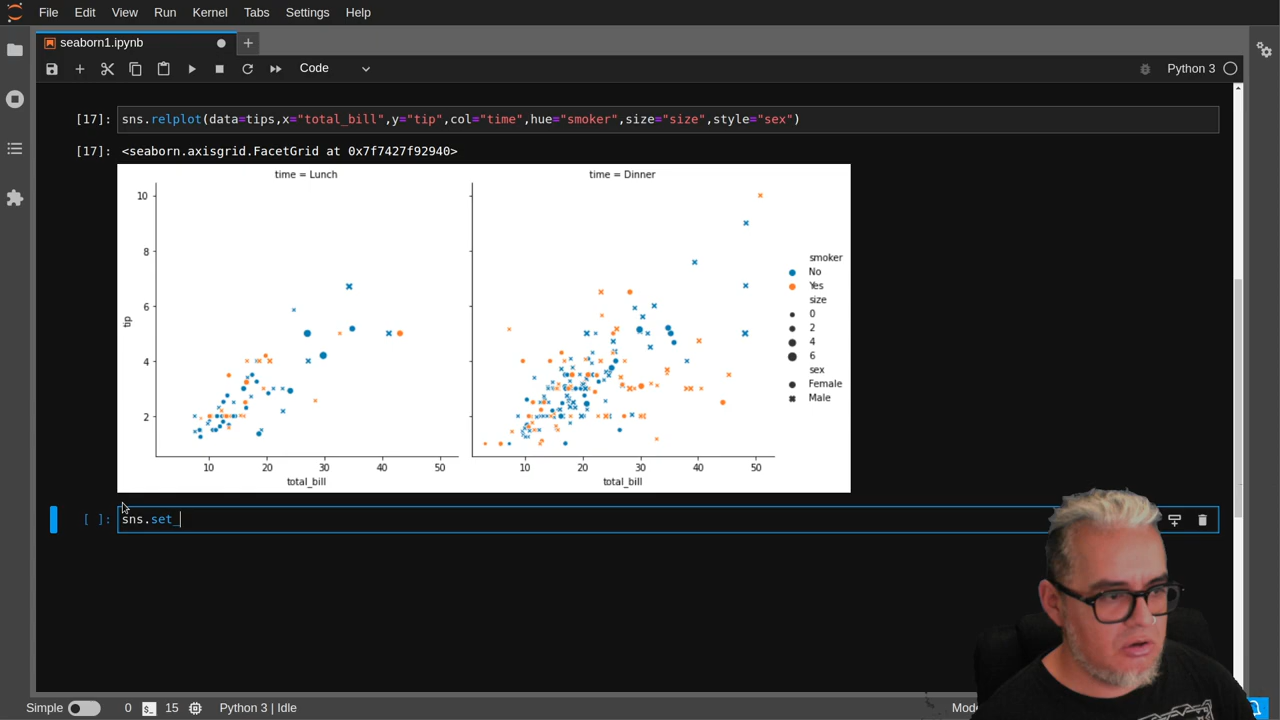 File Edit View Run Kernel Tabs Settings Help
seaborn1.ipynb
Code
Python 3
[17]: sns.relplot(data=tips,x="total_bill",y="tip",col="time",hue="smoker",size="size",style="sex")
[17]: <seaborn.axisgrid.FacetGrid at 0x7f7427f92940>
time = Lunch time = Dinner
10
8
6
4
2
tip
smoker
No
Yes
size
0
2
4
6
sex
Female
Male
10 20 30 40 50 10 20 30 40 50
total_bill total_bill
[ ]: sns.set_
Simple 0 15 Python 3 | Idle